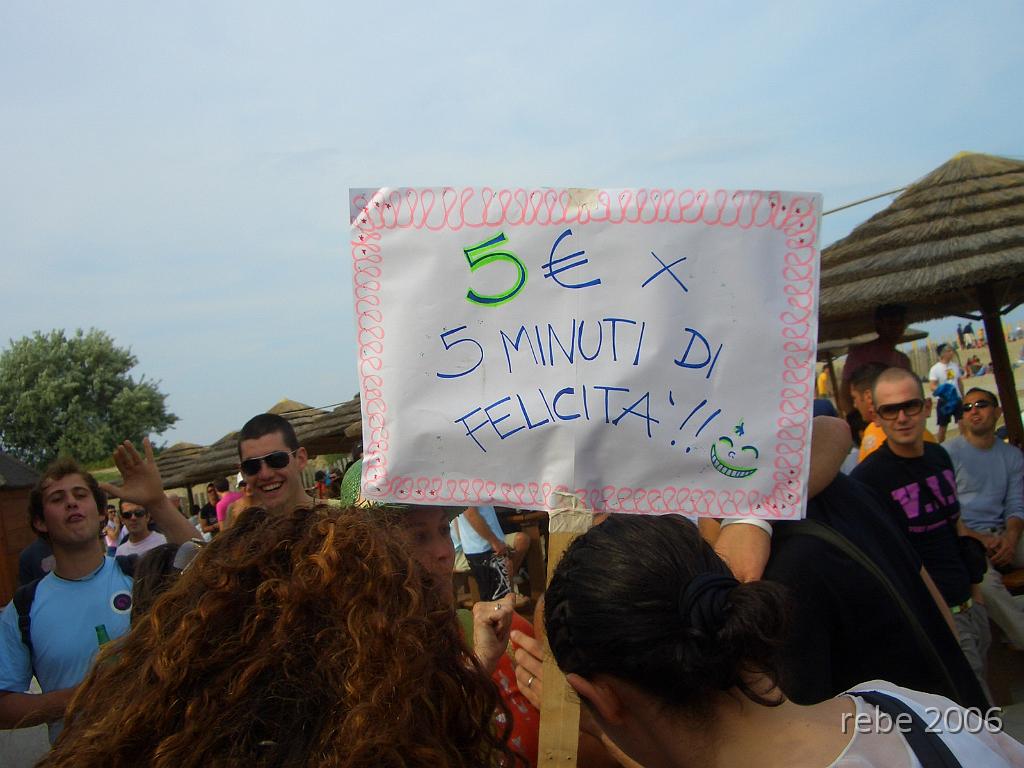 5 € x
5 MINUTI DI
FELICITA'!!
V.I.P
rebe 2006